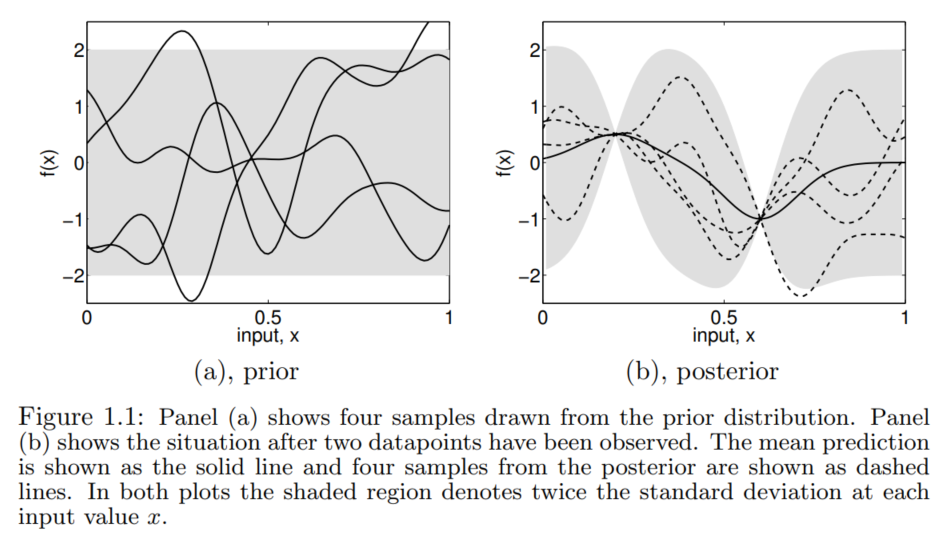 2
1
0
−1
−2
f(x)
0
0.5
1
input, x
(a), prior
2
1
0
−1
−2
f(x)
0
0.5
1
input, x
(b), posterior
Figure 1.1: Panel (a) shows four samples drawn from the prior distribution. Panel
(b) shows the situation after two datapoints have been observed. The mean prediction
is shown as the solid line and four samples from the posterior are shown as dashed
lines. In both plots the shaded region denotes twice the standard deviation at each
input value x.